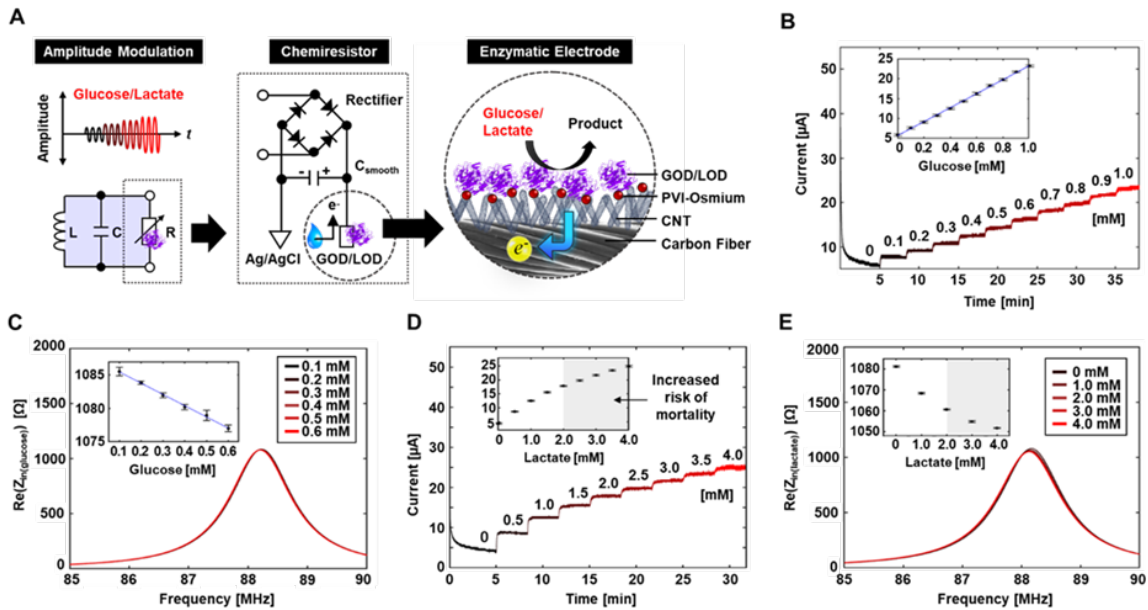 A
Amplitude Modulation
Chemiresistor
Enzymatic Electrode
Glucose/Lactate
Amplitude
t
L
C
R
Rectifier
Csmooth
-
+
e-
Ag/AgCl
GOD/LOD
Glucose/
Lactate
Product
GOD/LOD
PVI-Osmium
CNT
Carbon Fiber
e-
B
Current [µA]
50
40
30
20
10
25
20
15
10
5
0.0 0.2 0.4 0.6 0.8 1.0
Glucose [mM]
0 0.1 0.2 0.3 0.4 0.5 0.6 0.7 0.8 0.9 1.0
[mM]
5 10 15 20 25 30 35
Time [min]
C
Re(Zin(glucose)) [Ω]
2000
1500
1000
500
0
1085
1080
1075
0.1 0.2 0.3 0.4 0.5 0.6
Glucose [mM]
0.1 mM
0.2 mM
0.3 mM
0.4 mM
0.5 mM
0.6 mM
85 86 87 88 89 90
Frequency [MHz]
D
Current [µA]
50
40
30
20
10
0
25
20
15
10
5
0.0 1.0 2.0 3.0 4.0
Lactate [mM]
Increased
risk of
mortality
0 0.5 1.0 1.5 2.0 2.5 3.0 3.5 4.0
[mM]
0 5 10 15 20 25 30
Time [min]
E
Re(Zin(lactate)) [Ω]
2000
1500
1000
500
0
1080
1070
1060
1050
0 1.0 2.0 3.0 4.0
Lactate [mM]
0 mM
1.0 mM
2.0 mM
3.0 mM
4.0 mM
85 86 87 88 89 90
Frequency [MHz]